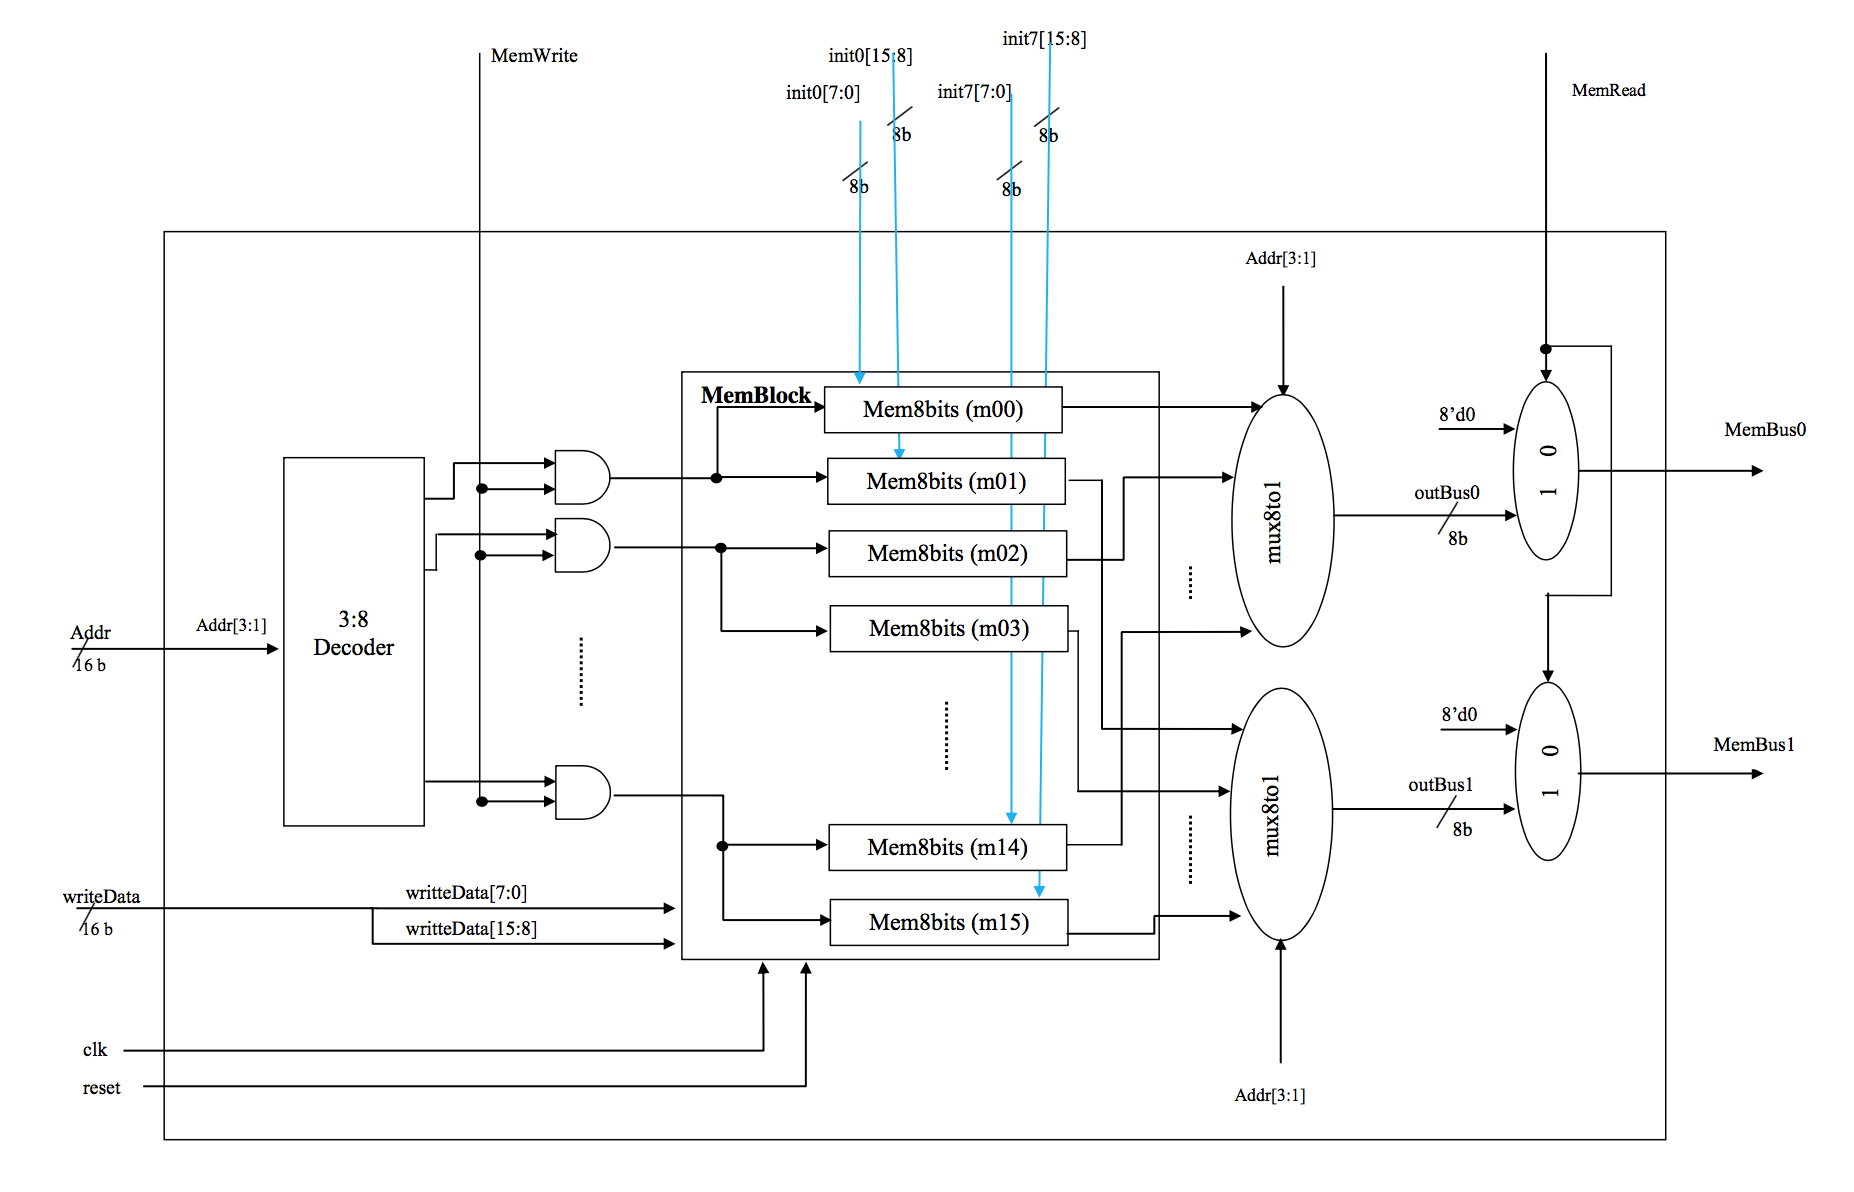 init7[15:8]
MemWrite
init0[15:8]
init0[7:0]
init7[7:0]
MemRead
8b
8b
8b
8b
Addr[3:1]
MemBlock
Mem8bits (m00)
8’d0
0
1
MemBus0
Mem8bits (m01)
outBus0
8b
mux8to1
Mem8bits (m02)
3:8
Decoder
Addr
16 b
Addr[3:1]
Mem8bits (m03)
8’d0
0
1
MemBus1
outBus1
8b
mux8to1
Mem8bits (m14)
writeData
16 b
writteData[7:0]
writteData[15:8]
Mem8bits (m15)
clk
reset
Addr[3:1]